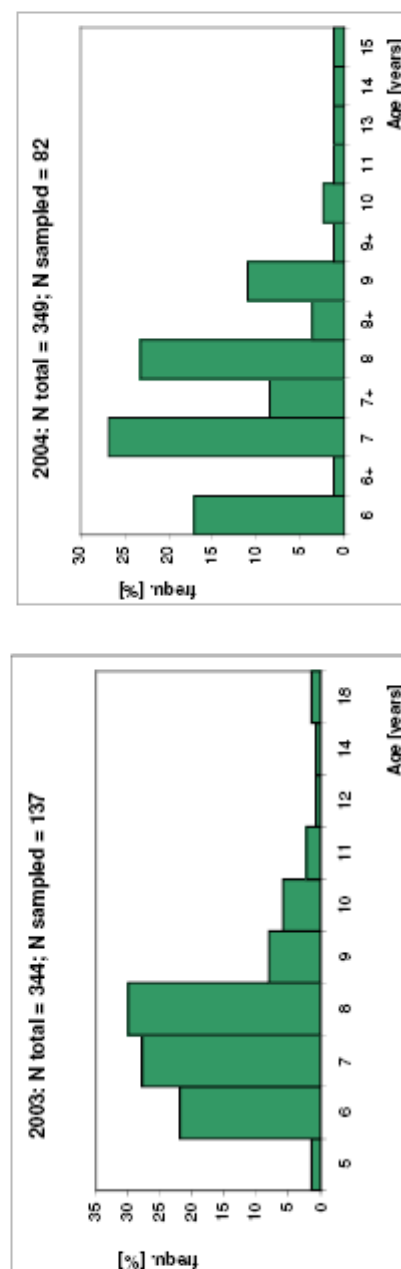 2003: N total = 344; N sampled = 137
35
30
25
20
15
10
5
0
frequ. [%]
5 6 7 8 9 10 11 12 14 18
Age [years]
2004: N total = 349; N sampled = 82
30
25
20
15
10
5
0
frequ. [%]
6 6+ 7 7+ 8 8+ 9 9+ 10 11 13 14 15
Age [years]